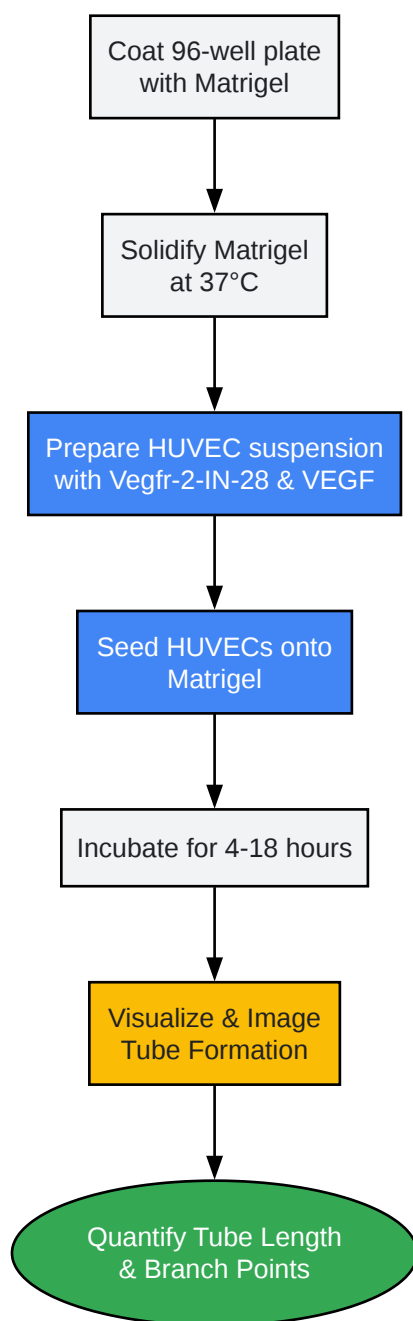 Coat 96-well plate
with Matrigel
Solidify Matrigel
at 37°C
Prepare HUVEC suspension
with Vegfr-2-IN-28 & VEGF
Seed HUVECs onto
Matrigel
Incubate for 4-18 hours
Visualize & Image
Tube Formation
Quantify Tube Length
& Branch Points